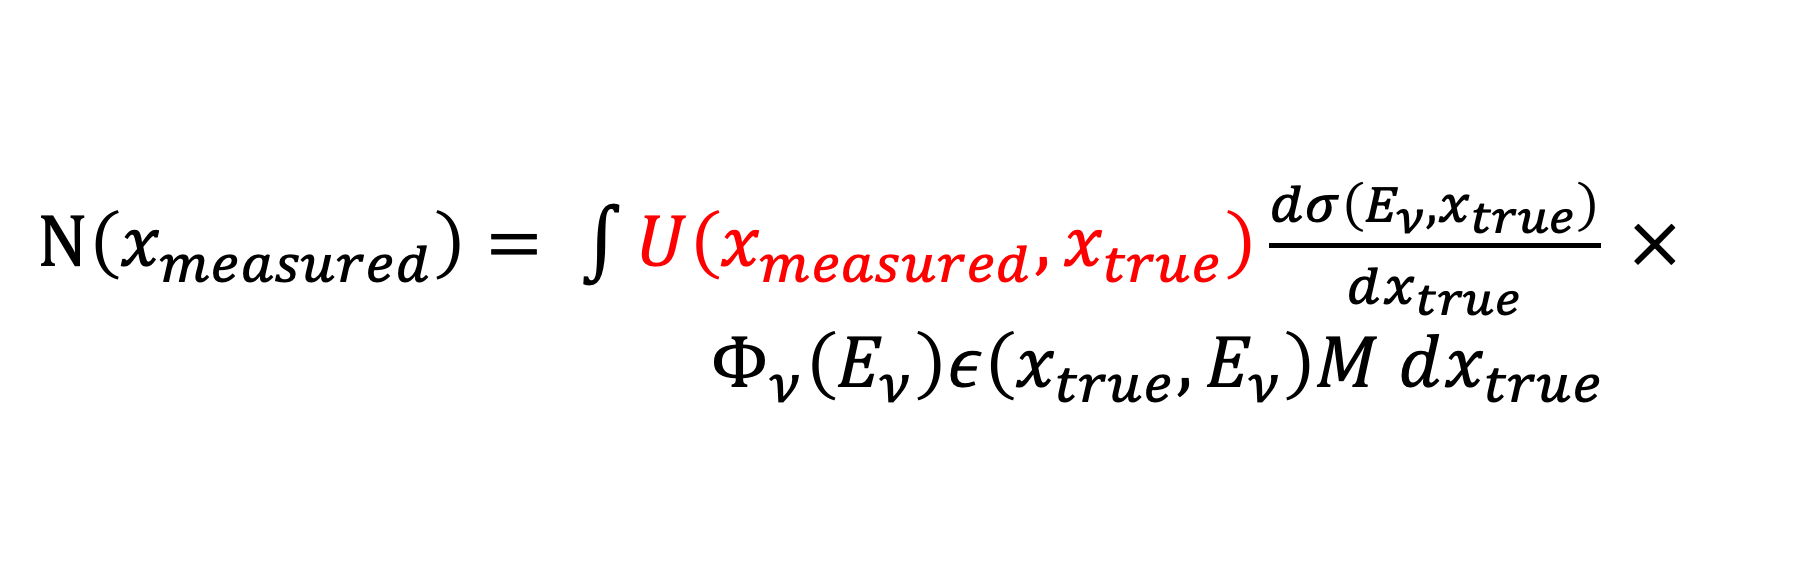 N(x_measured) = ∫ U(x_measured, x_true) dσ(E_ν,x_true)/dx_true ×
Φ_ν(E_ν)ϵ(x_true, E_ν)M dx_true